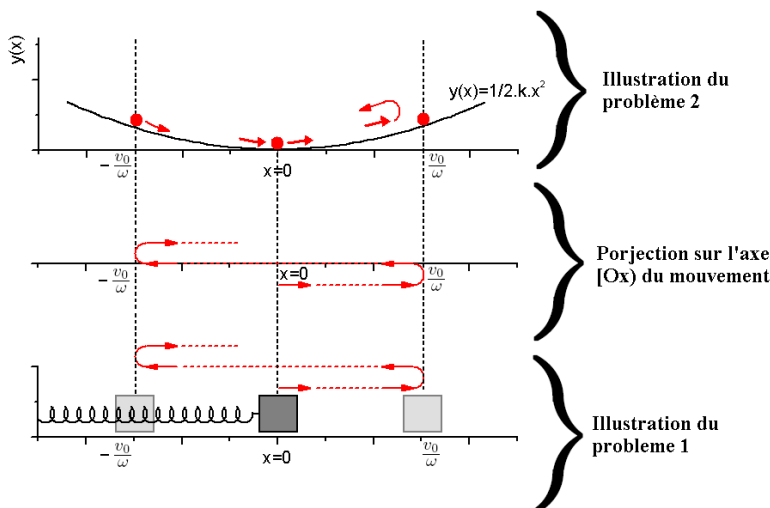 y(x)
y(x)=1/2.k.x²
Illustration du
problème 2
-v₀/ω
x=0
v₀/ω
Porjection sur l'axe
[Ox) du mouvement
-v₀/ω
x=0
v₀/ω
Illustration du
probleme 1
-v₀/ω
x=0
v₀/ω